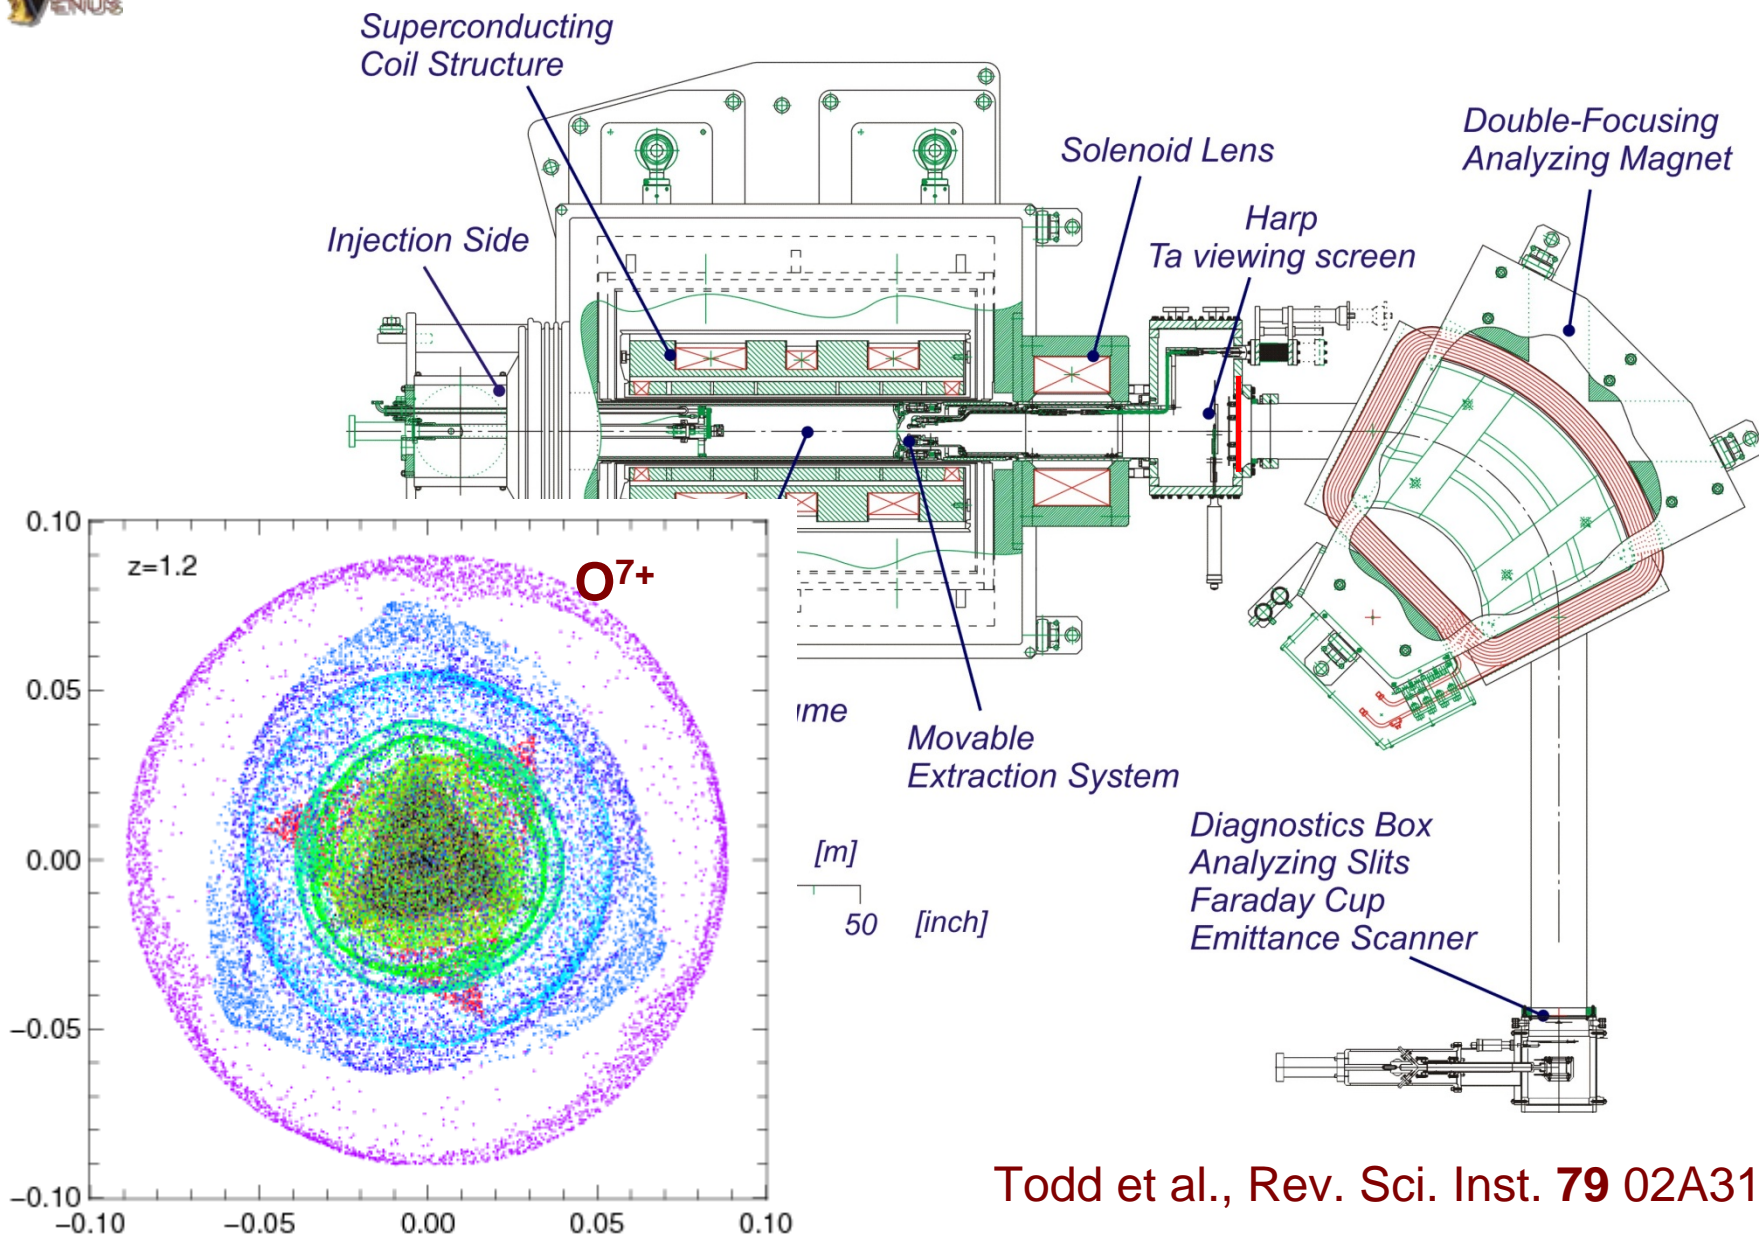 VENUS
Superconducting
Coil Structure
Double-Focusing
Analyzing Magnet
Solenoid Lens
Injection Side
Harp
Ta viewing screen
0.10
z=1.2
O7+
0.05
Movable
Extraction System
Diagnostics Box
Analyzing Slits
Faraday Cup
Emittance Scanner
0.00
[m]
50 [inch]
−0.05
−0.10
−0.10 −0.05 0.00 0.05 0.10
Todd et al., Rev. Sci. Inst. 79 02A31